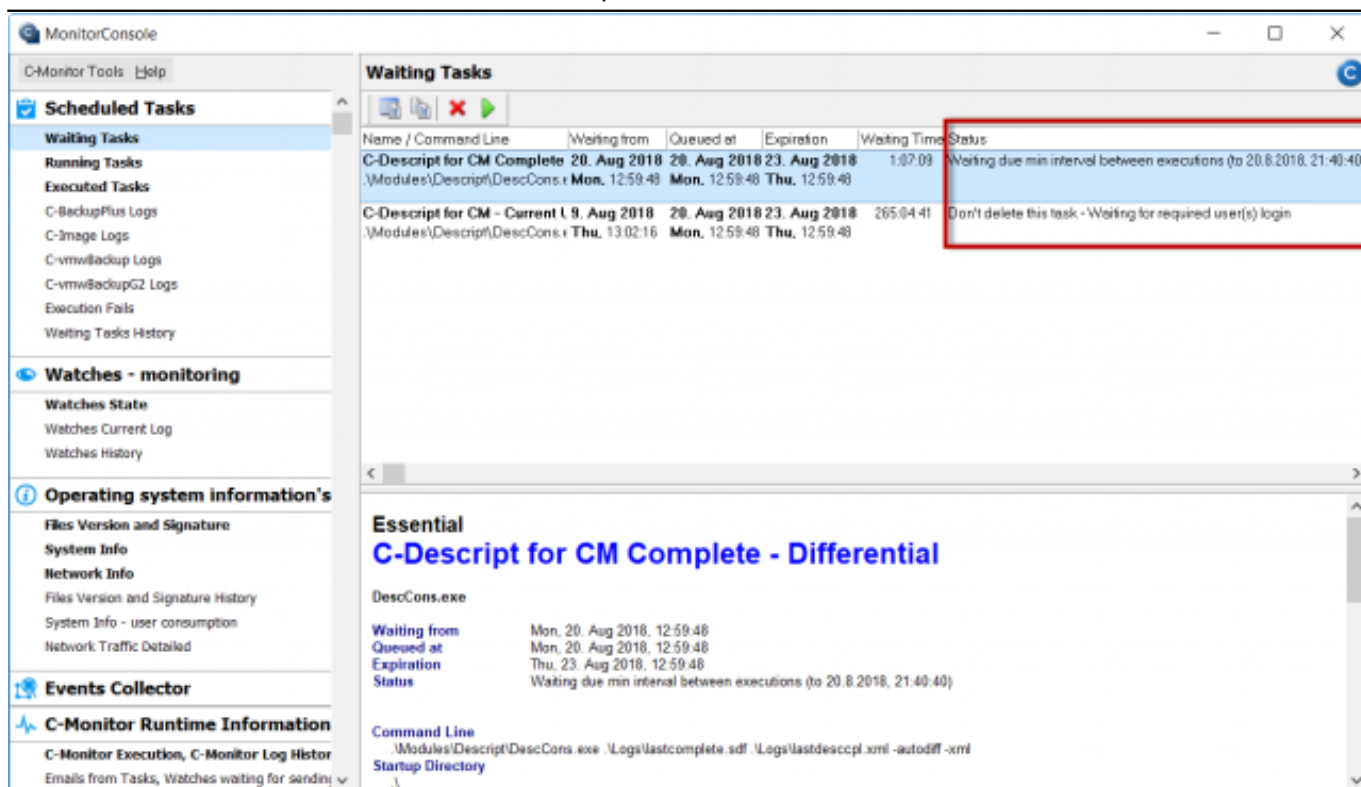 MonitorConsole
C-Monitor Tools Help
Scheduled Tasks
Waiting Tasks
Running Tasks
Executed Tasks
C-BackupPlus Logs
C-Image Logs
C-vmwBackup Logs
C-vmwBackupG2 Logs
Execution Fails
Waiting Tasks History
Watches - monitoring
Watches State
Watches Current Log
Watches History
Operating system information's
Files Version and Signature
System Info
Network Info
Files Version and Signature History
System Info - user consumption
Network Traffic Detailed
Events Collector
C-Monitor Runtime Information
C-Monitor Execution, C-Monitor Log Histor
Emails from Tasks, Watches waiting for sending
Waiting Tasks
Name / Command Line Waiting from Queued at Expiration Waiting Time Status
C-Descript for CM Complete 20. Aug 2018 20. Aug 2018 23. Aug 2018 1:07:09 Waiting due min interval between executions (to 20.8.2018, 21:40:40
.\Modules\Descript\DescCons.e Mon, 12:59:48 Mon, 12:59:48 Thu, 12:59:48
C-Descript for CM - Current U 9. Aug 2018 20. Aug 2018 23. Aug 2018 265:04:41 Don't delete this task - Waiting for required user(s) login
.\Modules\Descript\DescCons.e Thu, 13:02:16 Mon, 12:59:48 Thu, 12:59:48
Essential
C-Descript for CM Complete - Differential
DescCons.exe
Waiting from Mon, 20. Aug 2018, 12:59:48
Queued at Mon, 20. Aug 2018, 12:59:48
Expiration Thu, 23. Aug 2018, 12:59:48
Status Waiting due min interval between executions (to 20.8.2018, 21:40:40)
Command Line
.\Modules\Descript\DescCons.exe .\Logs\lastcomplete.sdf .\Logs\lastdesccpl.xml -autodiff -xml
Startup Directory
.\